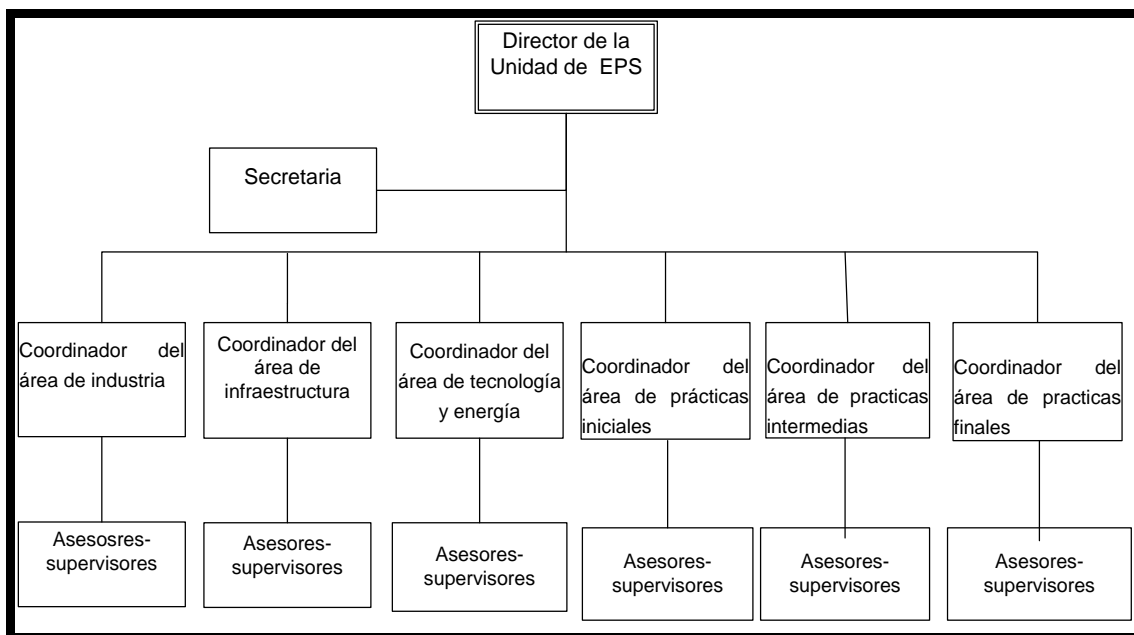 Director de la
Unidad de EPS
Secretaria
Coordinador del
área de industria
Coordinador del
área de
infraestructura
Coordinador del
área de tecnología
y energía
Coordinador del
área de prácticas
iniciales
Coordinador del
área de practicas
intermedias
Coordinador del
área de practicas
finales
Asesosres-
supervisores
Asesores-
supervisores
Asesores-
supervisores
Asesores-
supervisores
Asesores-
supervisores
Asesores-
supervisores